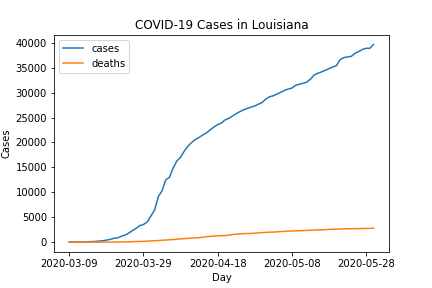 COVID-19 Cases in Louisiana
cases
deaths
40000
35000
30000
25000
20000
15000
10000
5000
0
Cases
2020-03-09 2020-03-29 2020-04-18 2020-05-08 2020-05-28
Day